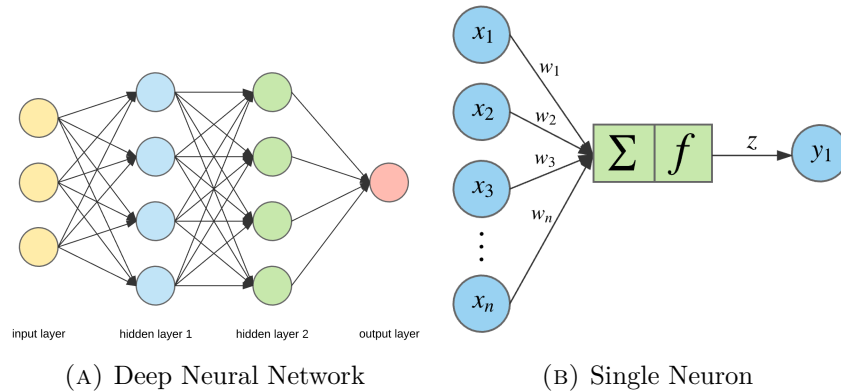 input layer
hidden layer 1
hidden layer 2
output layer
(A) Deep Neural Network
x₁
x₂
x₃
xₙ
w₁
w₂
w₃
wₙ
Σ
f
z
y₁
(B) Single Neuron